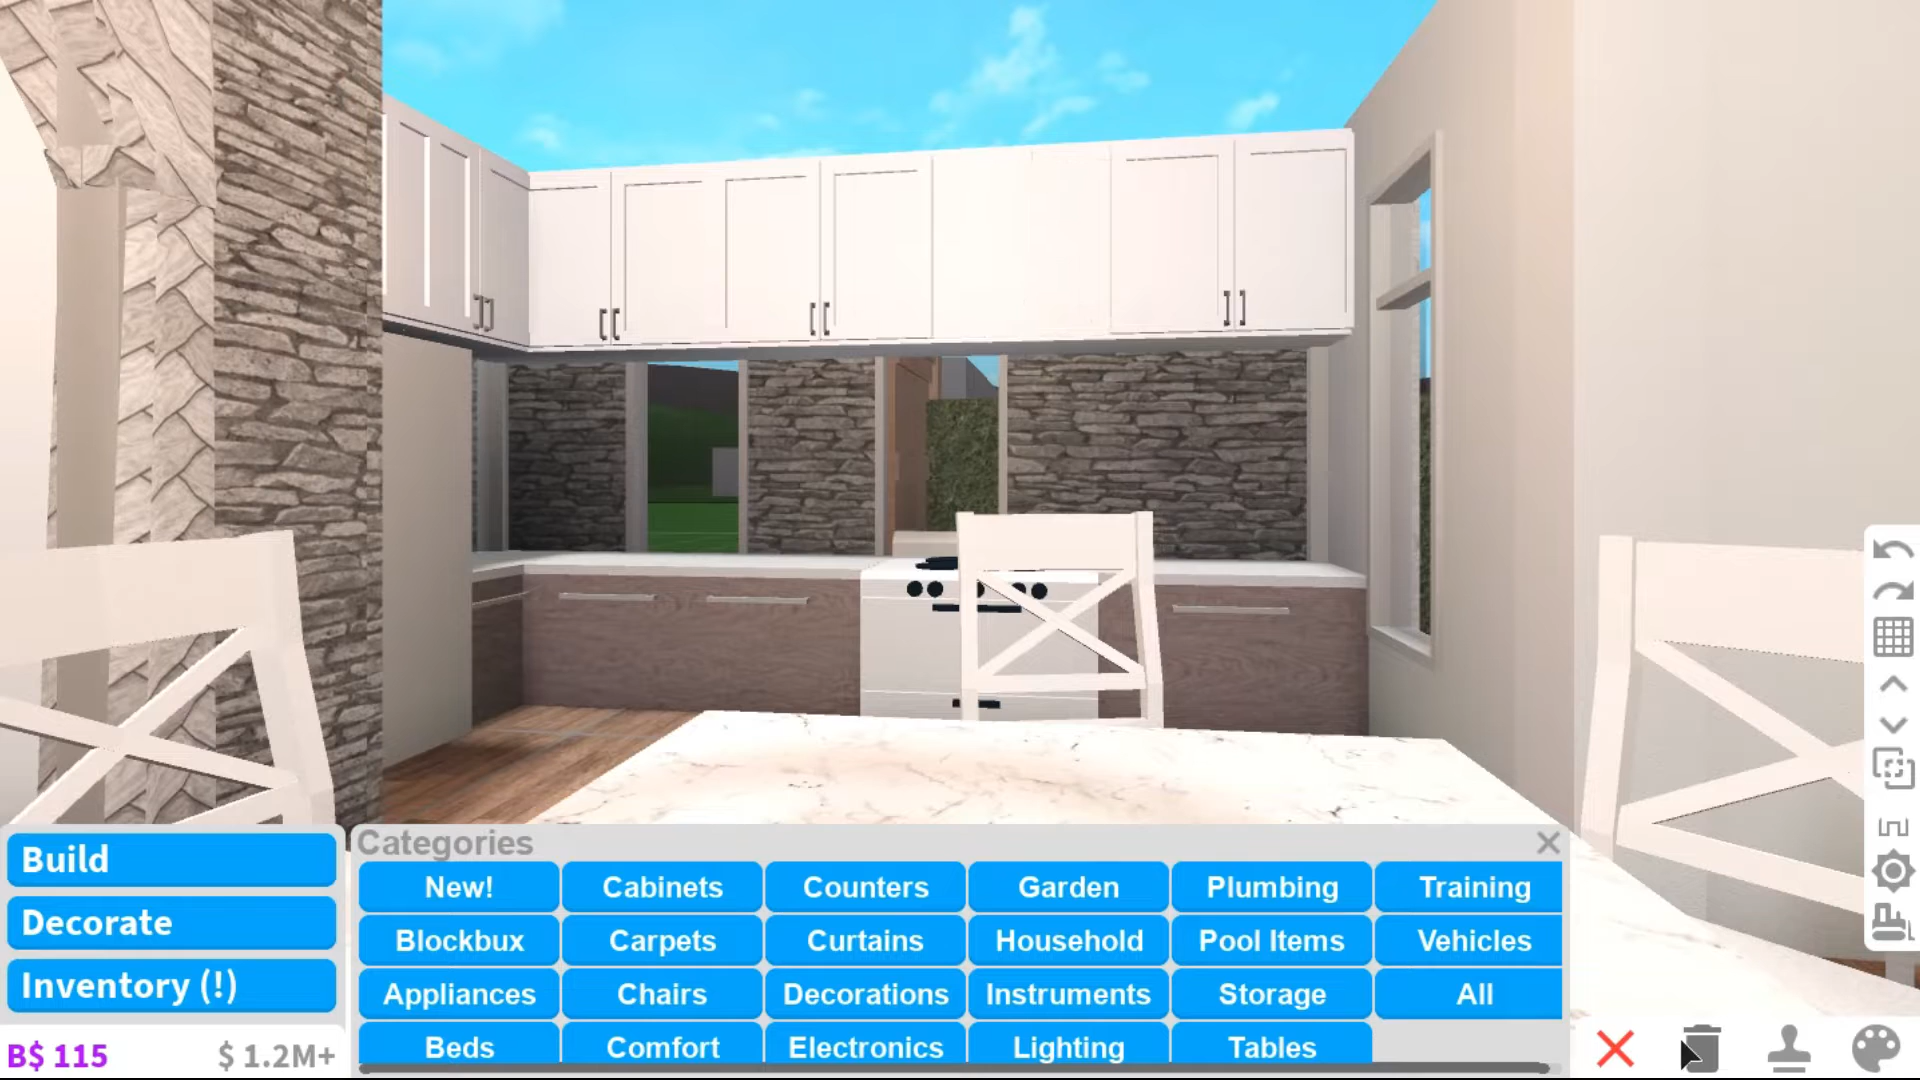 Build
Decorate
Inventory (!)
B$ 115
$ 1.2M+
Categories
New! Cabinets Counters Garden Plumbing Training
Blockbux Carpets Curtains Household Pool Items Vehicles
Appliances Chairs Decorations Instruments Storage All
Beds Comfort Electronics Lighting Tables